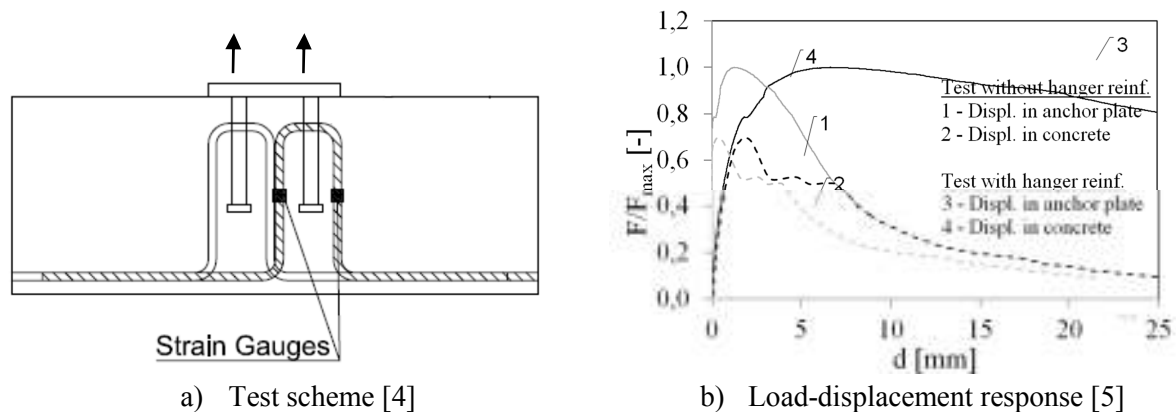 Strain Gauges
a) Test scheme [4]
1,2
1,0
0,8
0,6
0,4
0,2
0,0
F/Fmax [-]
0
5
10
15
20
25
d [mm]
4
3
1
2
Test without hanger reinf.
1 - Displ. in anchor plate
2 - Displ. in concrete
Test with hanger reinf.
3 - Displ. in anchor plate
4 - Displ. in concrete
b) Load-displacement response [5]